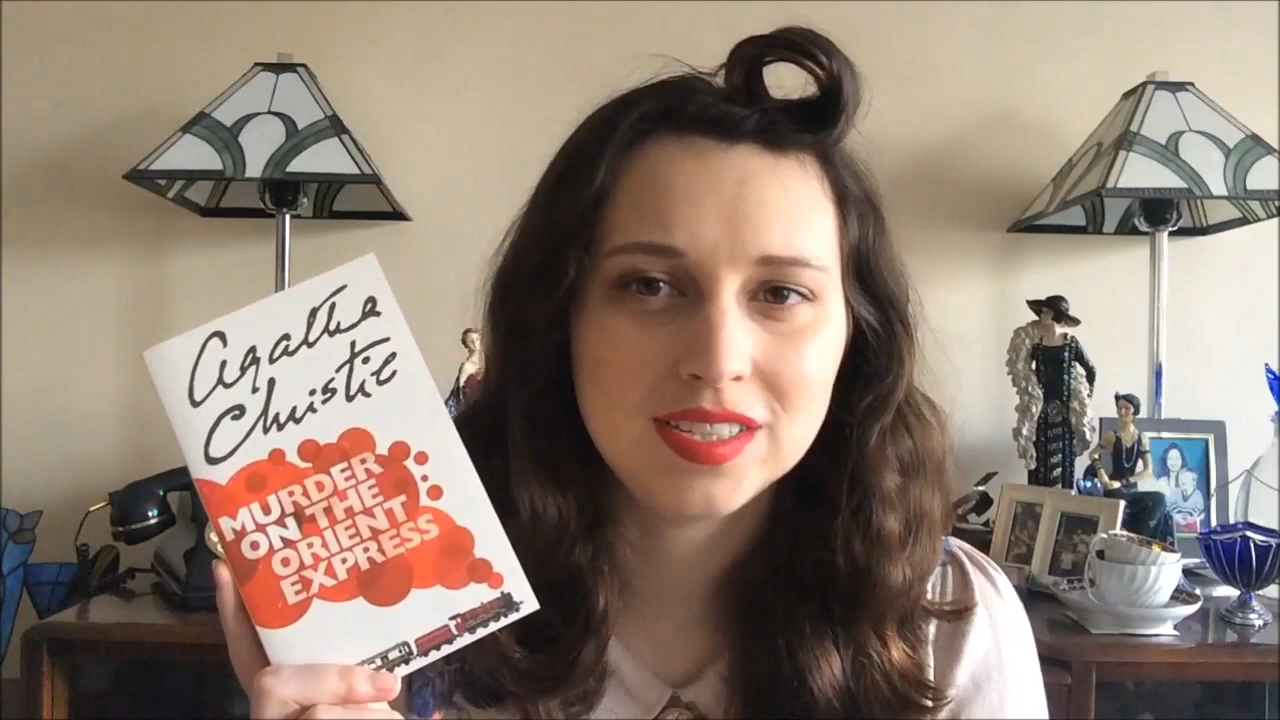 Agatha
Christie
MURDER
ON THE
ORIENT
EXPRESS